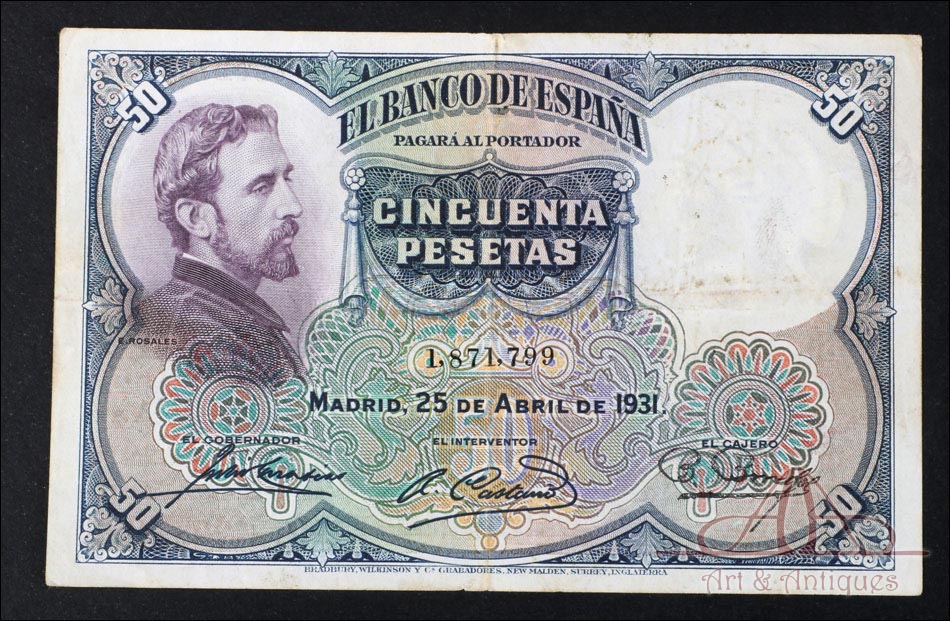 50
50
EL BANCO DE ESPAÑA
PAGARÁ AL PORTADOR
CINCUENTA
PESETAS
E. ROSALES
1,871,799
MADRID, 25 DE ABRIL DE 1931.
EL GOBERNADOR
EL INTERVENTOR
EL CAJERO
A. Castaño
50
50
BRADBURY, WILKINSON Y Cª GRABADORES, NEW MALDEN, SURREY, INGLATERRA
Art & Antiques